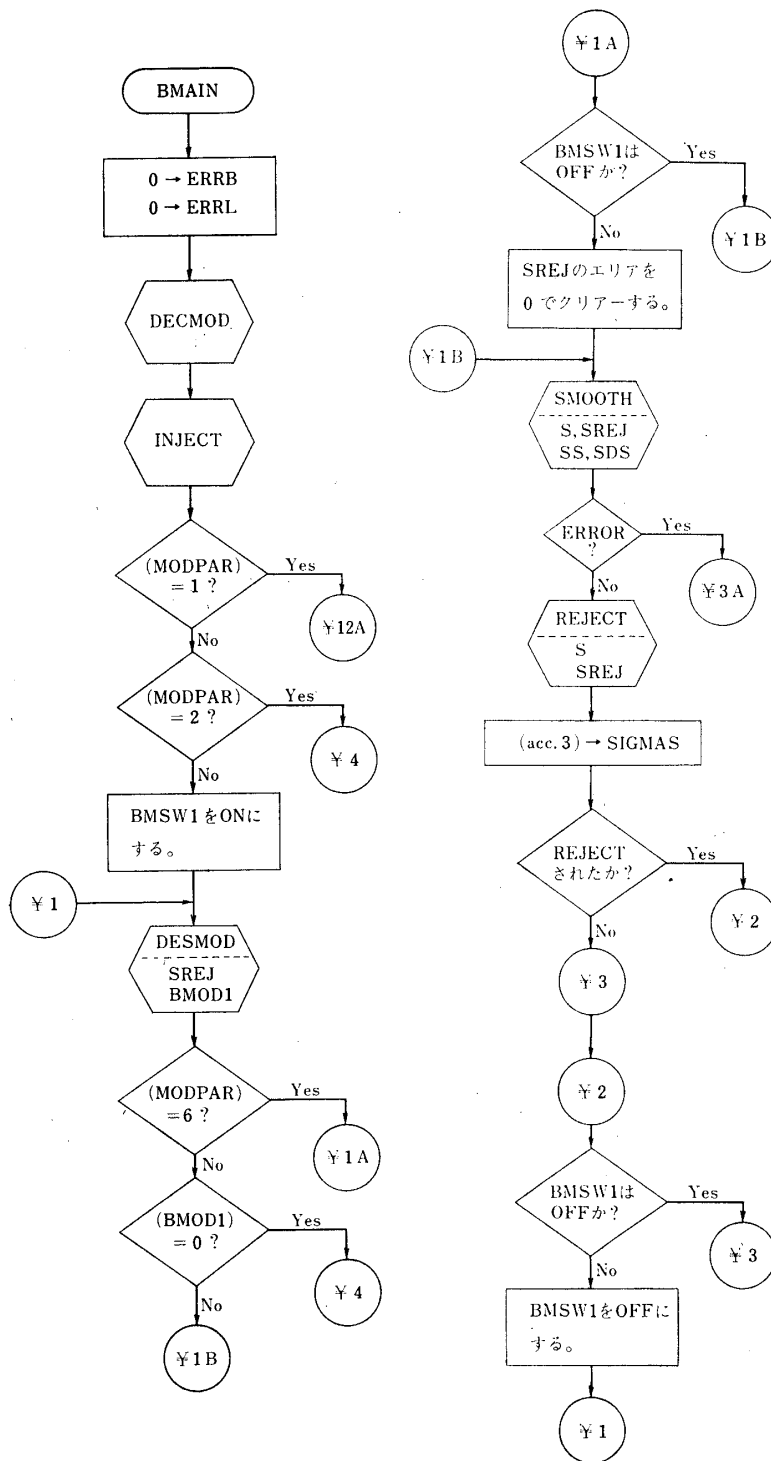 BMAIN
0 → ERRB
0 → ERRL
DECMOD
INJECT
(MODPAR)
= 1 ?
Yes
¥12A
No
(MODPAR)
= 2 ?
Yes
¥4
No
BMSW1をONに
する。
¥1
DESMOD
SREJ
BMOD1
(MODPAR)
= 6 ?
Yes
¥1A
No
(BMOD1)
= 0 ?
Yes
¥4
No
¥1B
¥1A
BMSW1は
OFFか?
Yes
¥1B
No
SREJのエリアを
0でクリアーする。
¥1B
SMOOTH
S, SREJ
SS, SDS
ERROR
?
Yes
¥3A
No
REJECT
S
SREJ
(acc. 3) → SIGMAS
REJECT
されたか?
Yes
¥2
No
¥3
¥2
BMSW1は
OFFか?
Yes
¥3
No
BMSW1をOFFに
する。
¥1